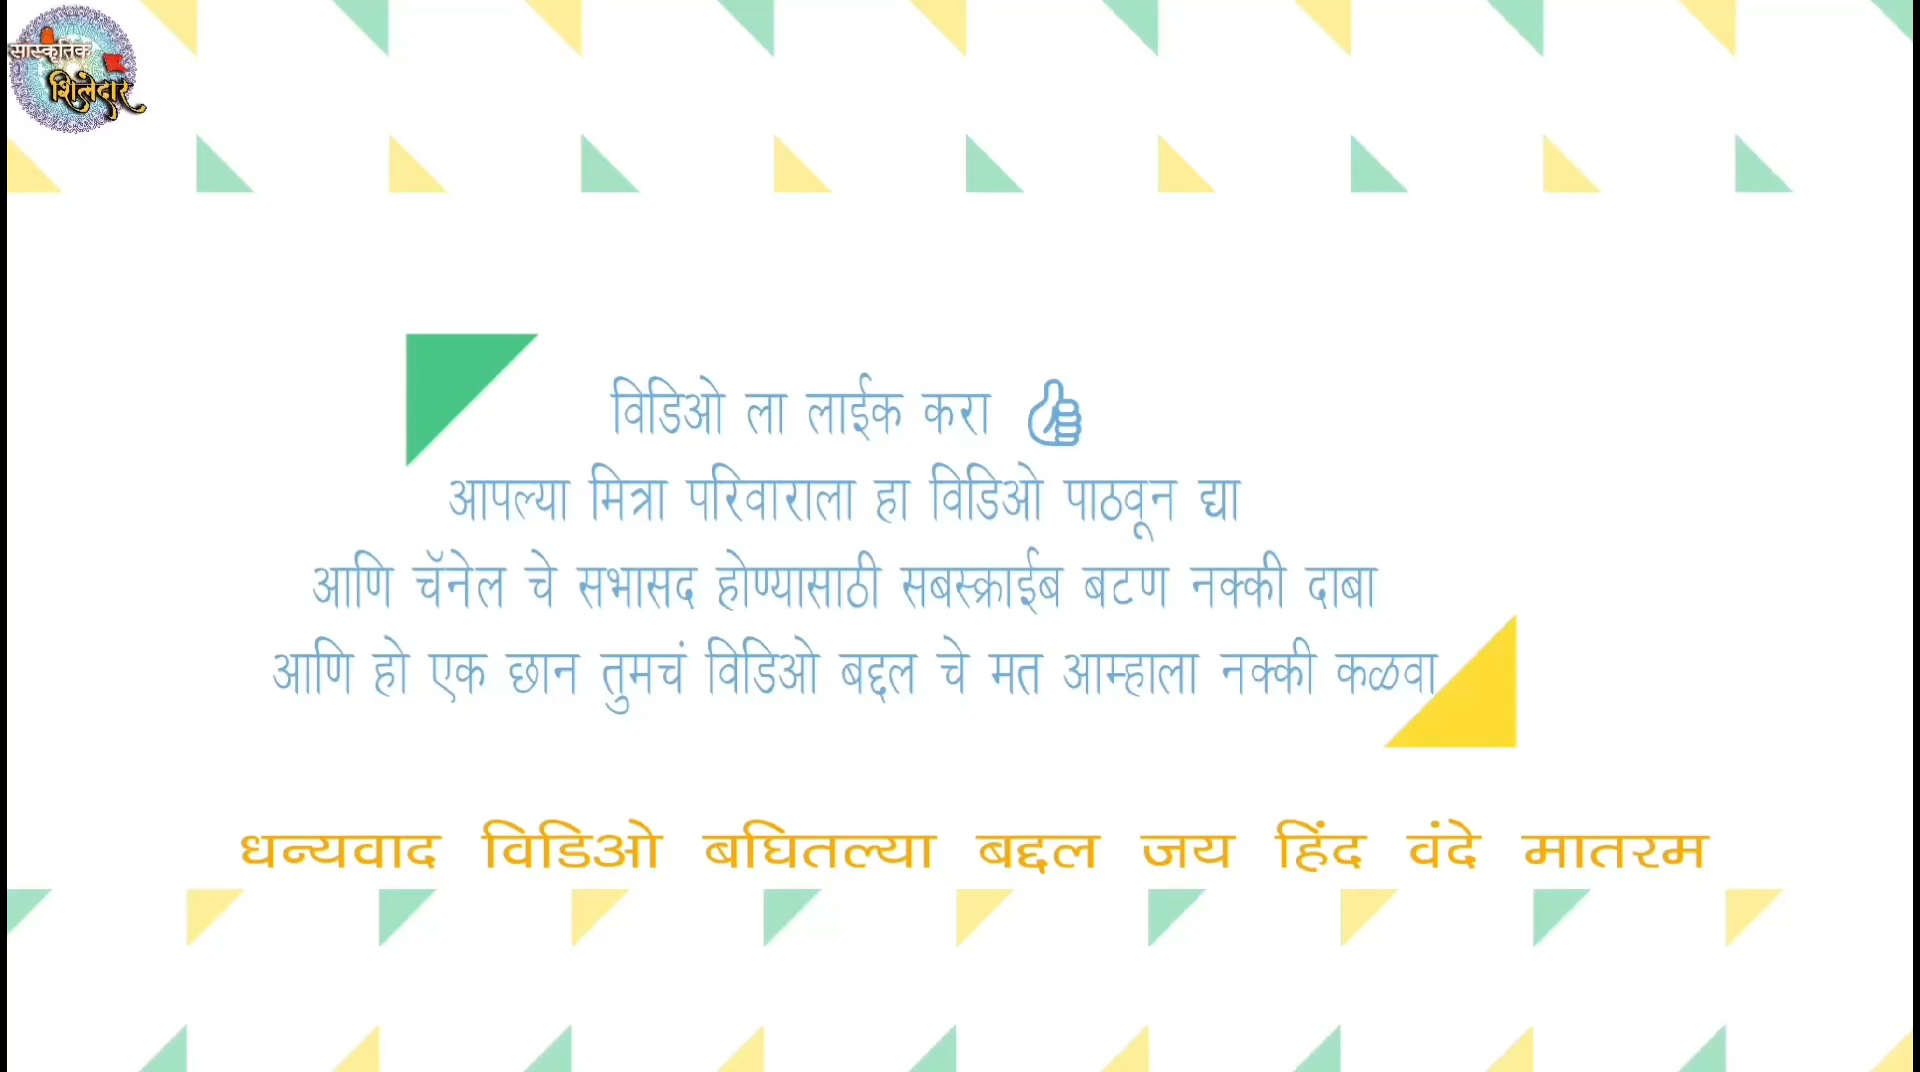 सास्कृतिक
शिलेदार
विडिओ ला लाईक करा 👍
आपल्या मित्रा परिवाराला हा विडिओ पाठवून द्या
आणि चॅनेल चे सभासद होण्यासाठी सबस्क्राईब बटण नक्की दाबा
आणि हो एक छान तुमचं विडिओ बद्दल चे मत आम्हाला नक्की कळवा
धन्यवाद विडिओ बघितल्या बद्दल जय हिंद वंदे मातरम